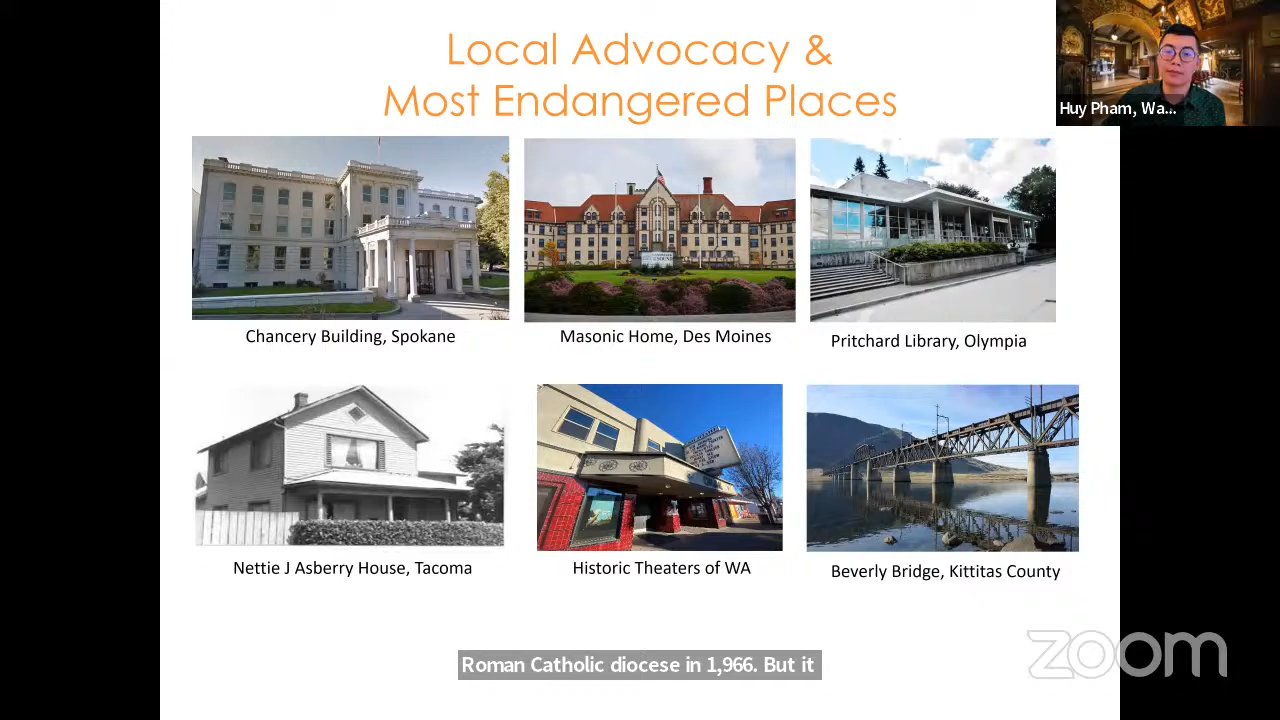 Local Advocacy &
Most Endangered Places
Huy Pham, Wa...
Chancery Building, Spokane
Masonic Home, Des Moines
Pritchard Library, Olympia
Nettie J Asberry House, Tacoma
Historic Theaters of WA
Beverly Bridge, Kittitas County
Roman Catholic diocese in 1,966. But it
zoom